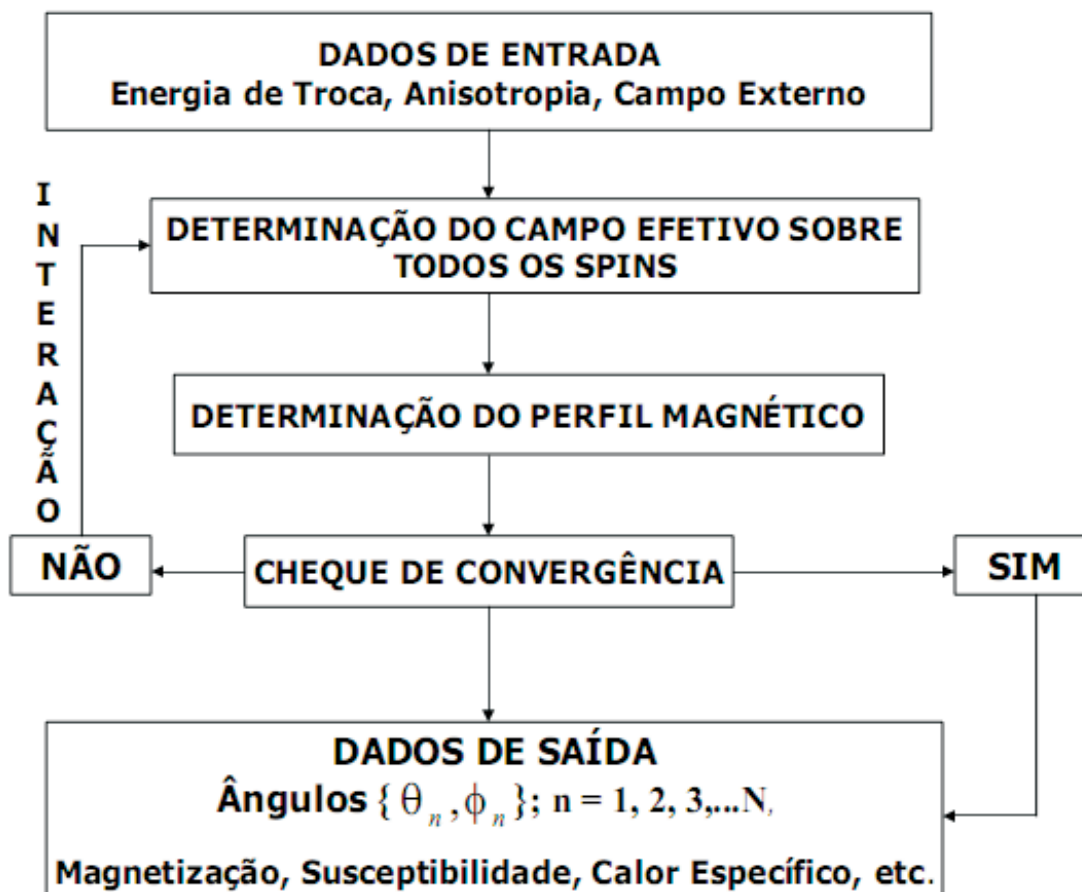 DADOS DE ENTRADA
Energia de Troca, Anisotropia, Campo Externo
INTERAÇÃO
DETERMINAÇÃO DO CAMPO EFETIVO SOBRE
TODOS OS SPINS
DETERMINAÇÃO DO PERFIL MAGNÉTICO
NÃO
CHEQUE DE CONVERGÊNCIA
SIM
DADOS DE SAÍDA
Ângulos { θₙ, ϕₙ }; n = 1, 2, 3,...N,
Magnetização, Susceptibilidade, Calor Específico, etc.